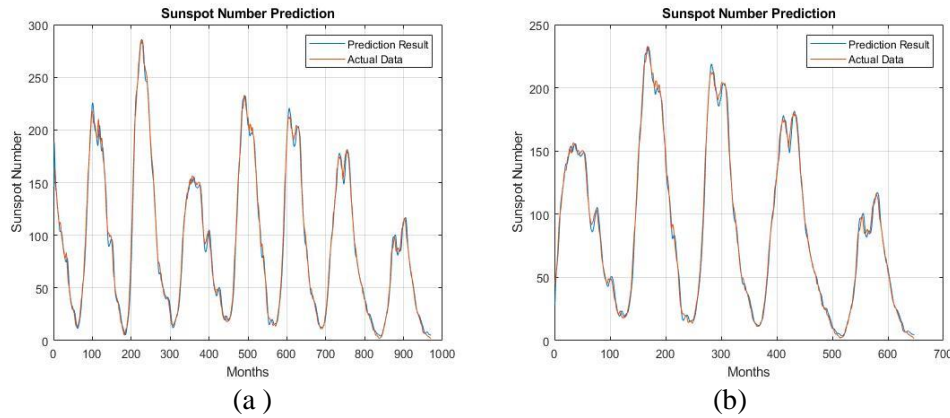 Sunspot Number Prediction
300
250
200
150
100
50
0
Sunspot Number
Prediction Result
Actual Data
0 100 200 300 400 500 600 700 800 900 1000
Months
(a )
Sunspot Number Prediction
250
200
150
100
50
0
Sunspot Number
Prediction Result
Actual Data
0 100 200 300 400 500 600 700
Months
(b)